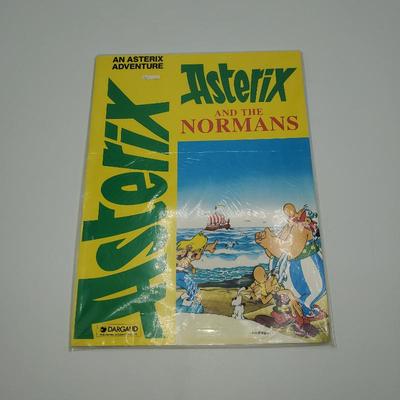 AN ASTERIX
ADVENTURE
Asterix
Asterix
AND THE
NORMANS
DARGAUD